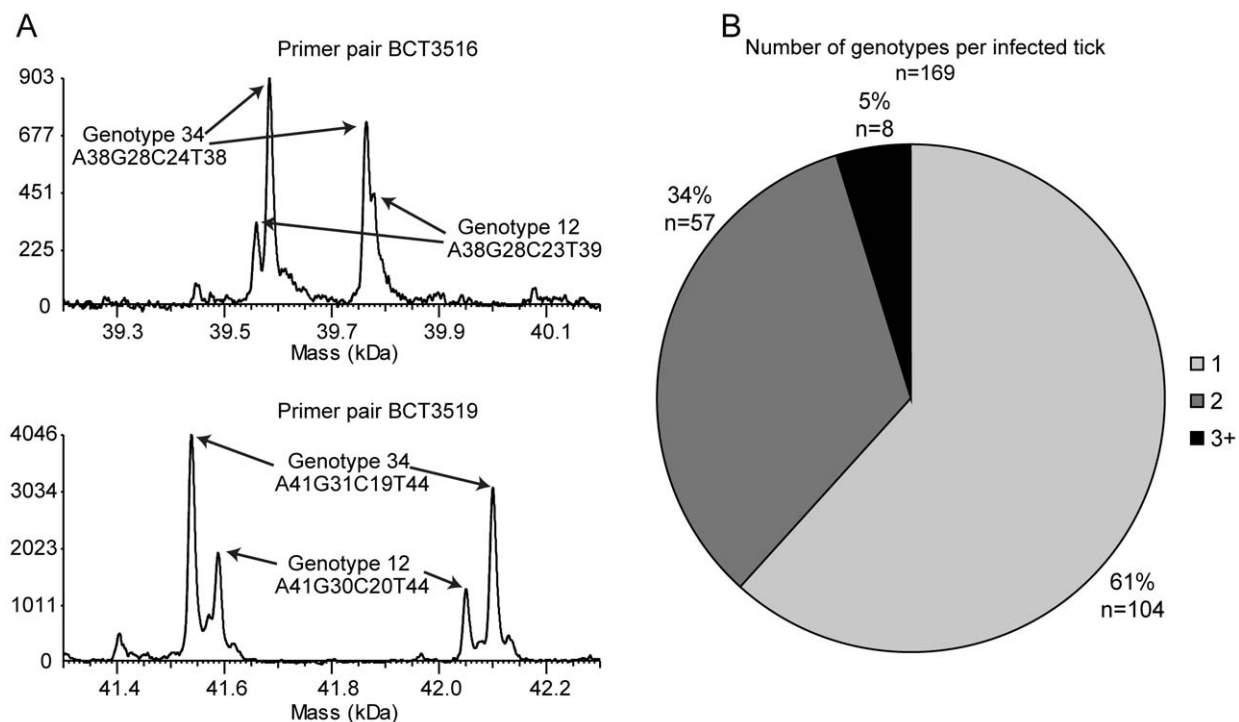 A
Primer pair BCT3516
903
677
451
225
0
Genotype 34
A38G28C24T38
Genotype 12
A38G28C23T39
39.3 39.5 39.7 39.9 40.1
Mass (kDa)
Primer pair BCT3519
4046
3034
2023
1011
0
Genotype 34
A41G31C19T44
Genotype 12
A41G30C20T44
41.4 41.6 41.8 42.0 42.2
Mass (kDa)
B
Number of genotypes per infected tick
n=169
5%
n=8
34%
n=57
61%
n=104
1
2
3+